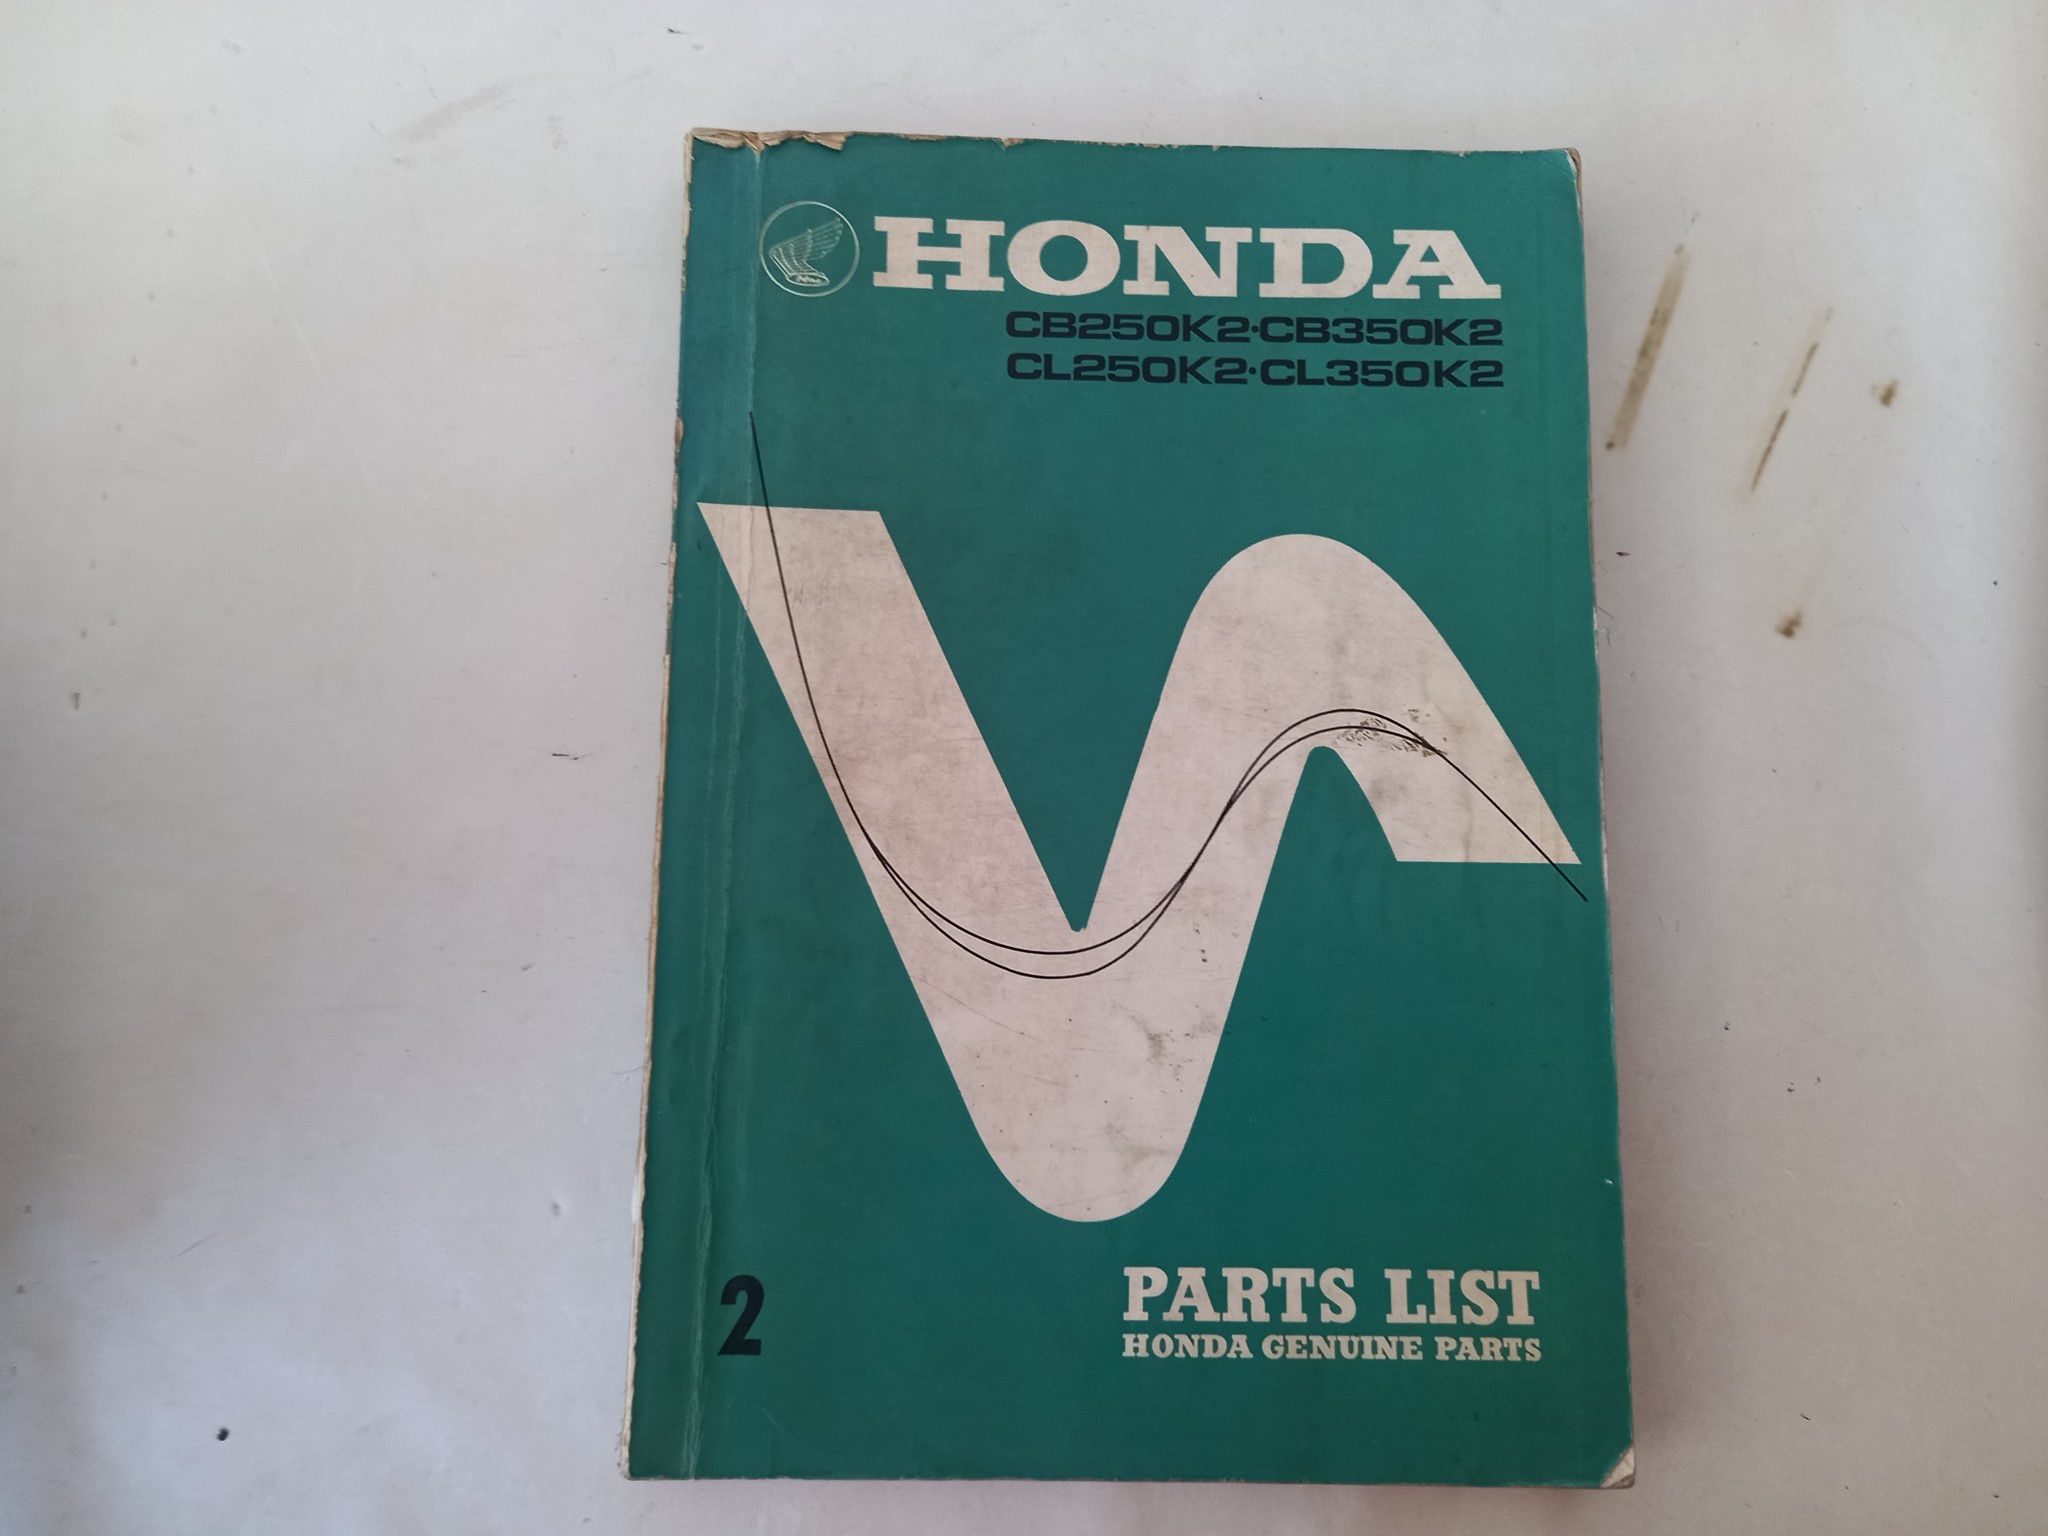 HONDA
CB250K2·CB350K2
CL250K2·CL350K2
2
PARTS LIST
HONDA GENUINE PARTS